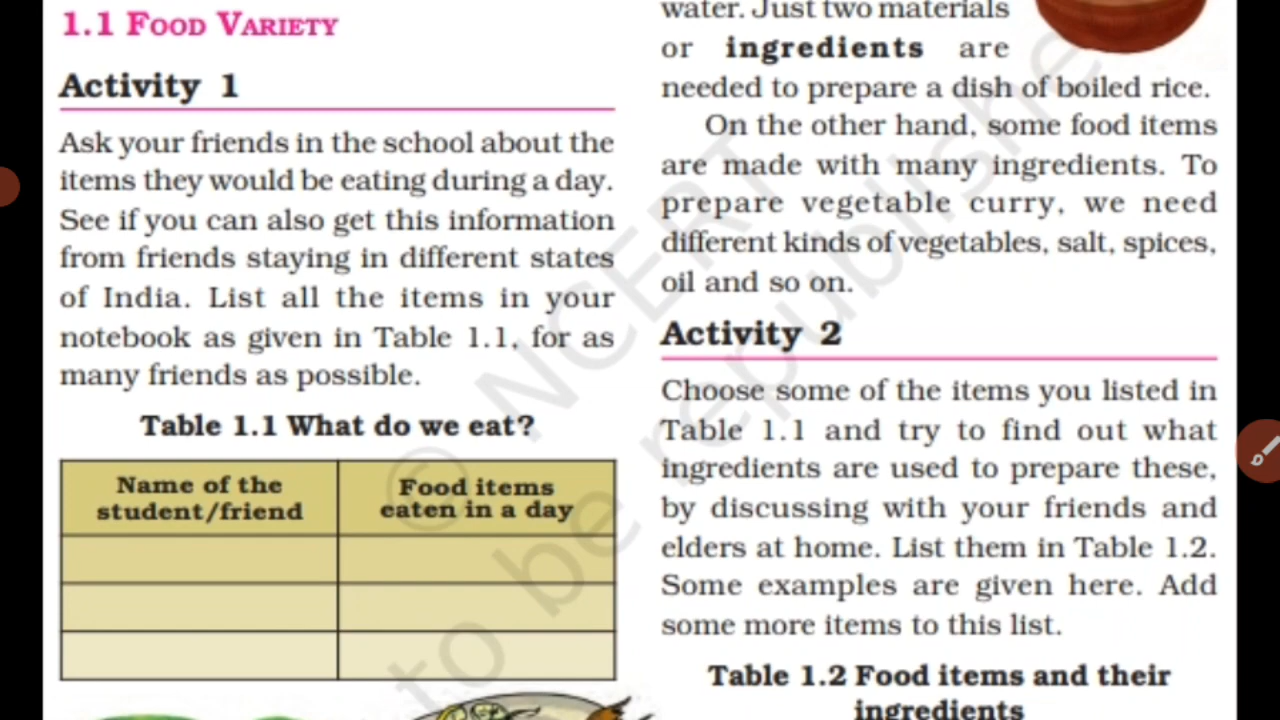 1.1 FOOD VARIETY
Activity 1
Ask your friends in the school about the
items they would be eating during a day.
See if you can also get this information
from friends staying in different states
of India. List all the items in your
notebook as given in Table 1.1, for as
many friends as possible.
Table 1.1 What do we eat?
Name of the
student/friend
Food items
eaten in a day
water. Just two materials
or ingredients are
needed to prepare a dish of boiled rice.
On the other hand, some food items
are made with many ingredients. To
prepare vegetable curry, we need
different kinds of vegetables, salt, spices,
oil and so on.
Activity 2
Choose some of the items you listed in
Table 1.1 and try to find out what
ingredients are used to prepare these,
by discussing with your friends and
elders at home. List them in Table 1.2.
Some examples are given here. Add
some more items to this list.
Table 1.2 Food items and their
ingredients
© NCERT
to be republishe